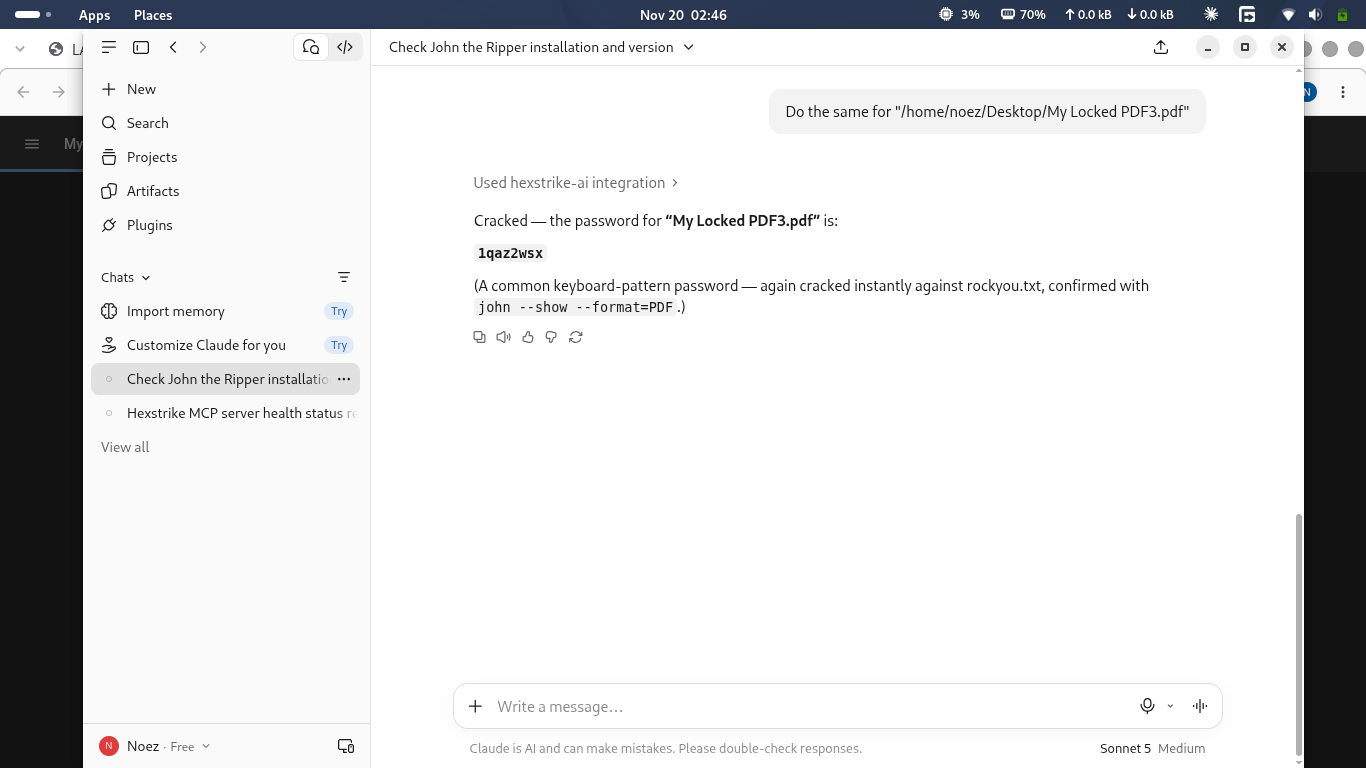 Apps Places Nov 20 02:46 3% 70% 0.0 kB 0.0 kB
Check John the Ripper installation and version
N
My
New
Search
Projects
Artifacts
Plugins
Chats
Import memory Try
Customize Claude for you Try
Check John the Ripper installatio
Hexstrike MCP server health status re
View all
N Noez · Free
Do the same for "/home/noez/Desktop/My Locked PDF3.pdf"
Used hexstrike-ai integration
Cracked — the password for “My Locked PDF3.pdf” is:
1qaz2wsx
(A common keyboard-pattern password — again cracked instantly against rockyou.txt, confirmed with
john --show --format=PDF.)
Write a message…
Claude is AI and can make mistakes. Please double-check responses. Sonnet 5 Medium